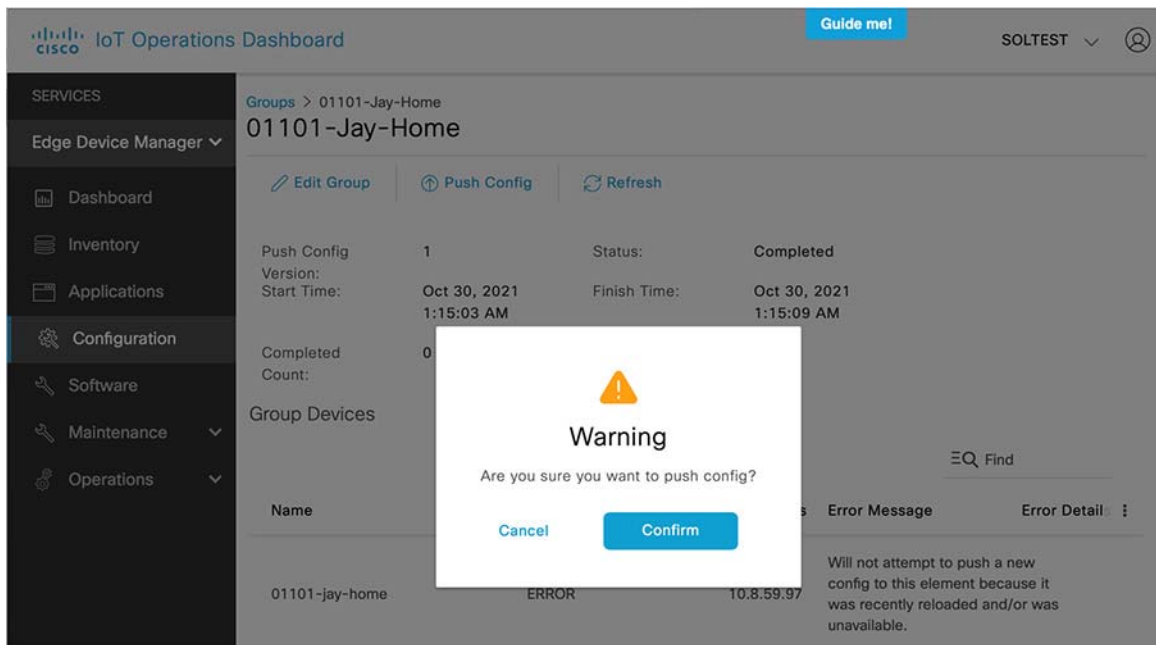 Guide me!
CISCO IoT Operations Dashboard
SOLTEST
SERVICES
Edge Device Manager
Dashboard
Inventory
Applications
Configuration
Software
Maintenance
Operations
Groups > 01101-Jay-Home
01101-Jay-Home
Edit Group
Push Config
Refresh
Push Config
Version:
1
Status:
Completed
Start Time:
Oct 30, 2021
1:15:03 AM
Finish Time:
Oct 30, 2021
1:15:09 AM
Completed
Count:
0
Group Devices
Warning
Are you sure you want to push config?
Cancel
Confirm
Find
Name
s
Error Message
Error Details
01101-jay-home
ERROR
10.8.59.97
Will not attempt to push a new
config to this element because it
was recently reloaded and/or was
unavailable.